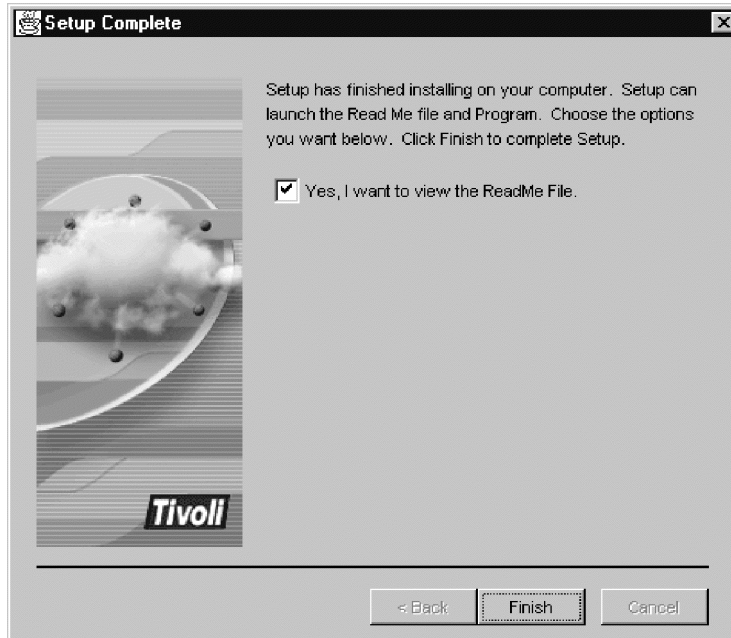 Setup Complete
Setup has finished installing on your computer. Setup can
launch the Read Me file and Program. Choose the options
you want below. Click Finish to complete Setup.
Yes, I want to view the ReadMe File.
Tivoli
< Back
Finish
Cancel